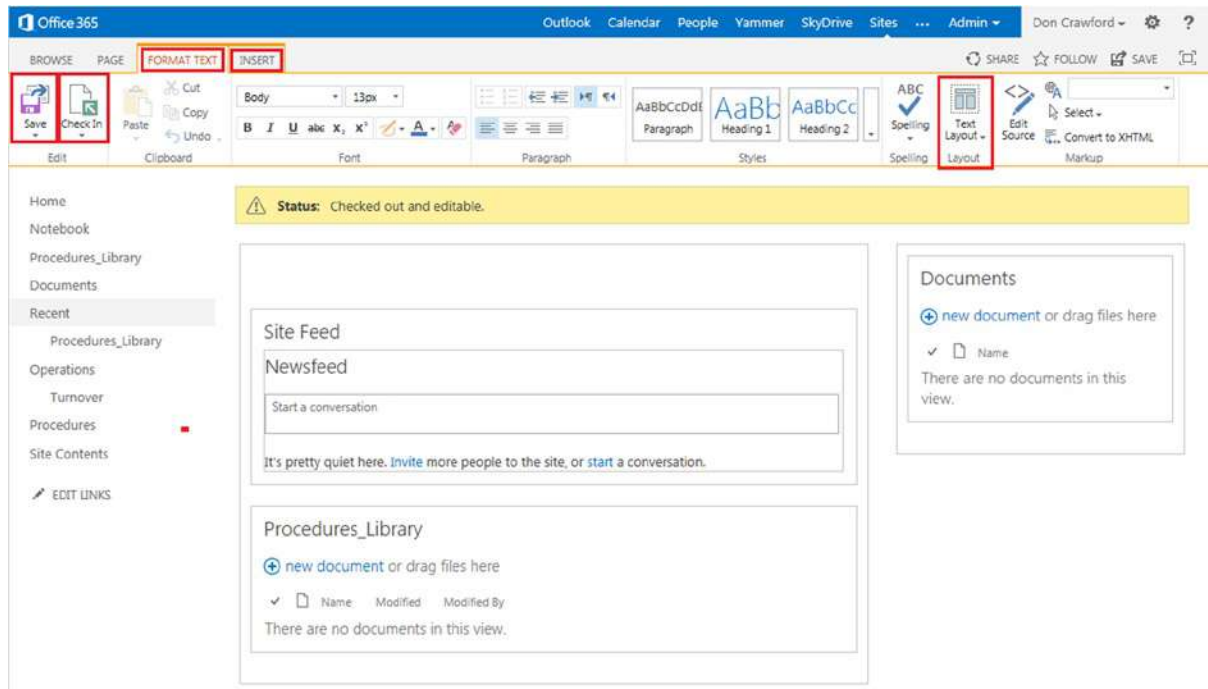 Office 365
Outlook Calendar People Yammer SkyDrive Sites ... Admin Don Crawford ?
BROWSE PAGE FORMAT TEXT INSERT SHARE FOLLOW SAVE
Save
Check In
Paste
Cut
Copy
Undo
Body 13px
B I U abc X₂ X² A
AaBbCcDdE
Paragraph
AaBb
Heading 1
AaBbCc
Heading 2
ABC
Spelling
Text
Layout
Edit
Source
Select
Convert to XHTML
Edit Clipboard Font Paragraph Styles Spelling Layout Markup
Home
Notebook
Procedures_Library
Documents
Recent
Procedures_Library
Operations
Turnover
Procedures
Site Contents
EDIT LINKS
Status: Checked out and editable.
Site Feed
Newsfeed
Start a conversation
It's pretty quiet here. Invite more people to the site, or start a conversation.
Procedures_Library
new document or drag files here
Name Modified Modified By
There are no documents in this view.
Documents
new document or drag files here
Name
There are no documents in this
view.